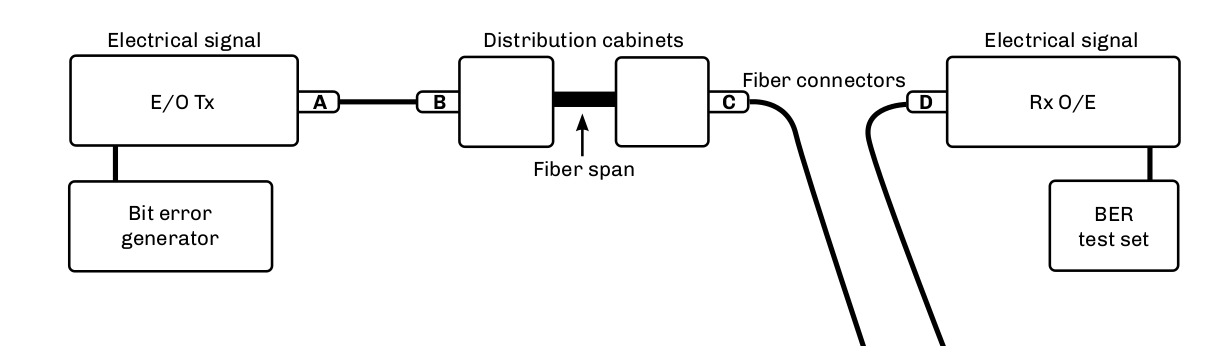 Electrical signal
Distribution cabinets
Electrical signal
Fiber connectors
E/O Tx
A
B
C
D
Rx O/E
Fiber span
Bit error
generator
BER
test set